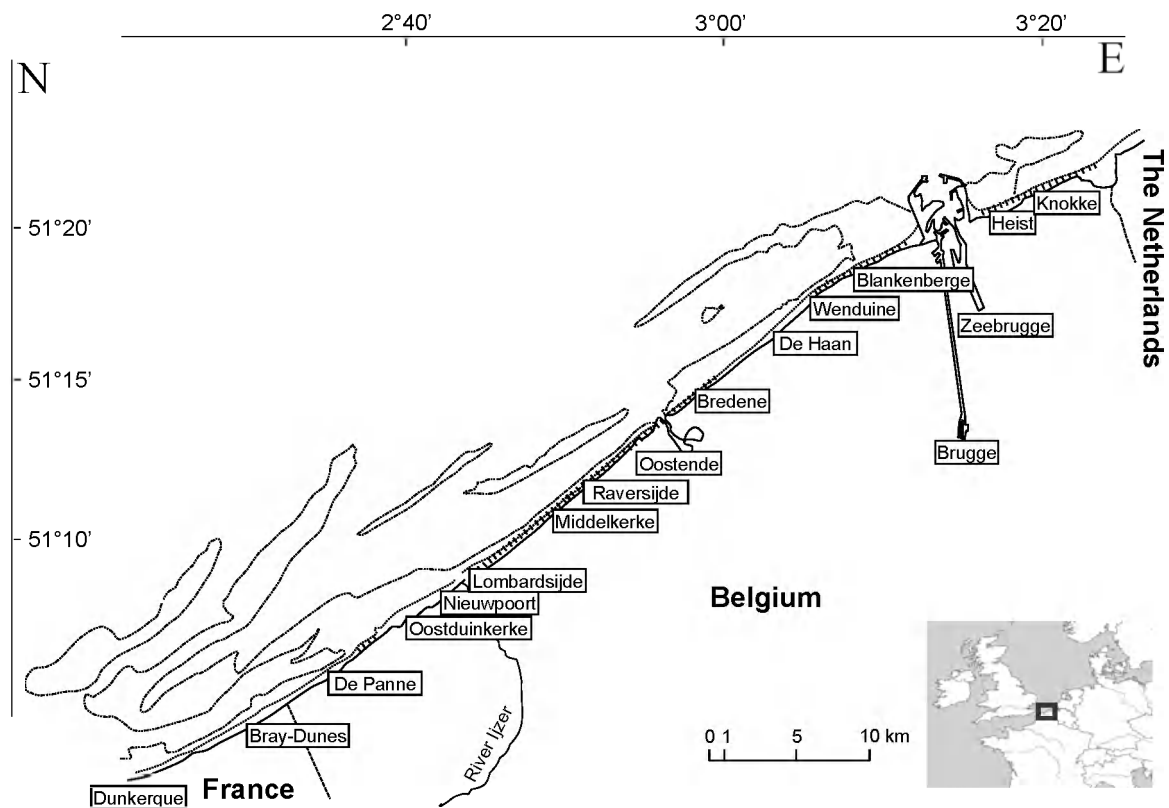 2°40' 3°00' 3°20'
N E
The Netherlands
Knokke
Heist
51°20'
Blankenberge
Wenduine
Zeebrugge
De Haan
51°15'
Bredene
Brugge
Oostende
Raversijde
Middelkerke
51°10'
Lombardsijde
Belgium
Nieuwpoort
Oostduinkerke
De Panne
Bray-Dunes
River Ijzer
0 1 5 10 km
Dunkerque
France